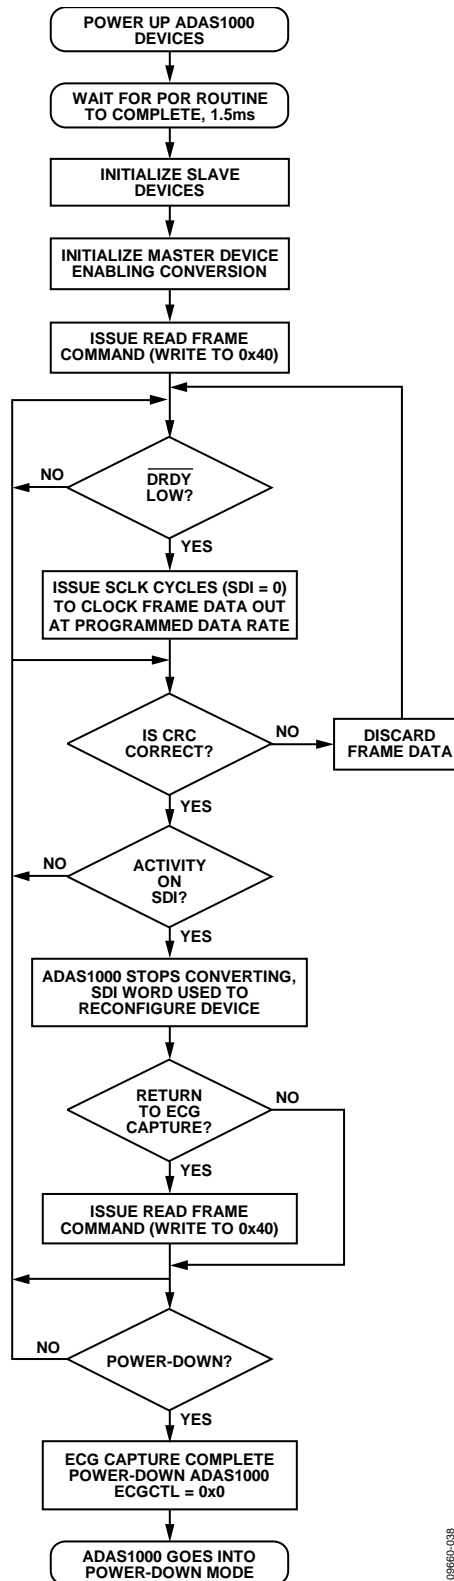 POWER UP ADAS1000
DEVICES
WAIT FOR POR ROUTINE
TO COMPLETE, 1.5ms
INITIALIZE SLAVE
DEVICES
INITIALIZE MASTER DEVICE
ENABLING CONVERSION
ISSUE READ FRAME
COMMAND (WRITE TO 0x40)
NO
DRDY
LOW?
YES
ISSUE SCLK CYCLES (SDI = 0)
TO CLOCK FRAME DATA OUT
AT PROGRAMMED DATA RATE
IS CRC
CORRECT?
NO
DISCARD
FRAME DATA
YES
NO
ACTIVITY
ON
SDI?
YES
ADAS1000 STOPS CONVERTING,
SDI WORD USED TO
RECONFIGURE DEVICE
RETURN
TO ECG
CAPTURE?
NO
YES
ISSUE READ FRAME
COMMAND (WRITE TO 0x40)
NO
POWER-DOWN?
YES
ECG CAPTURE COMPLETE
POWER-DOWN ADAS1000
ECGCTL = 0x0
ADAS1000 GOES INTO
POWER-DOWN MODE
09660-038